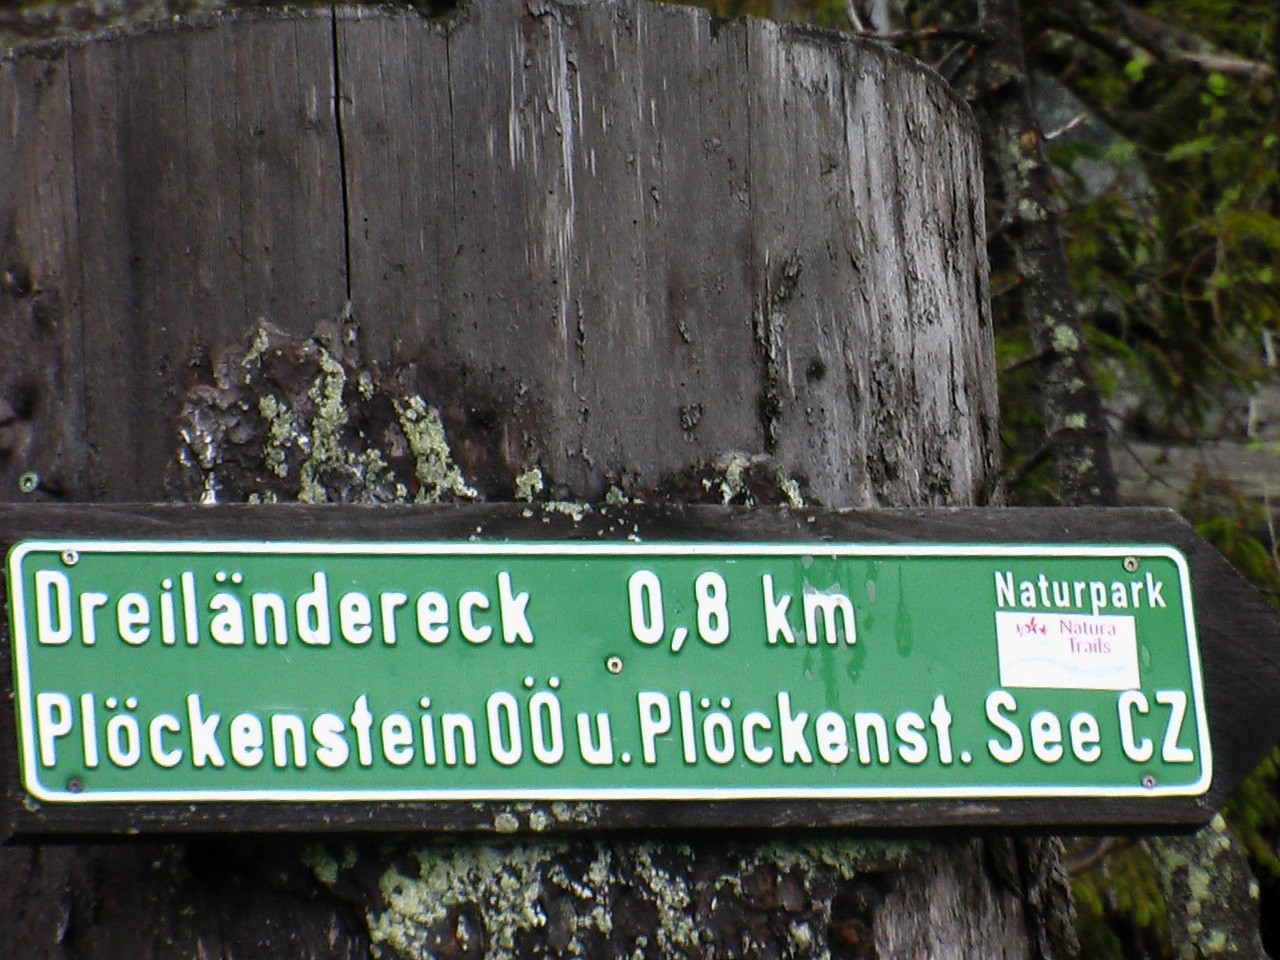 Dreiländereck 0,8 km
Naturpark
Natura
Trails
Plöckenstein OÖ u. Plöckenst. See CZ